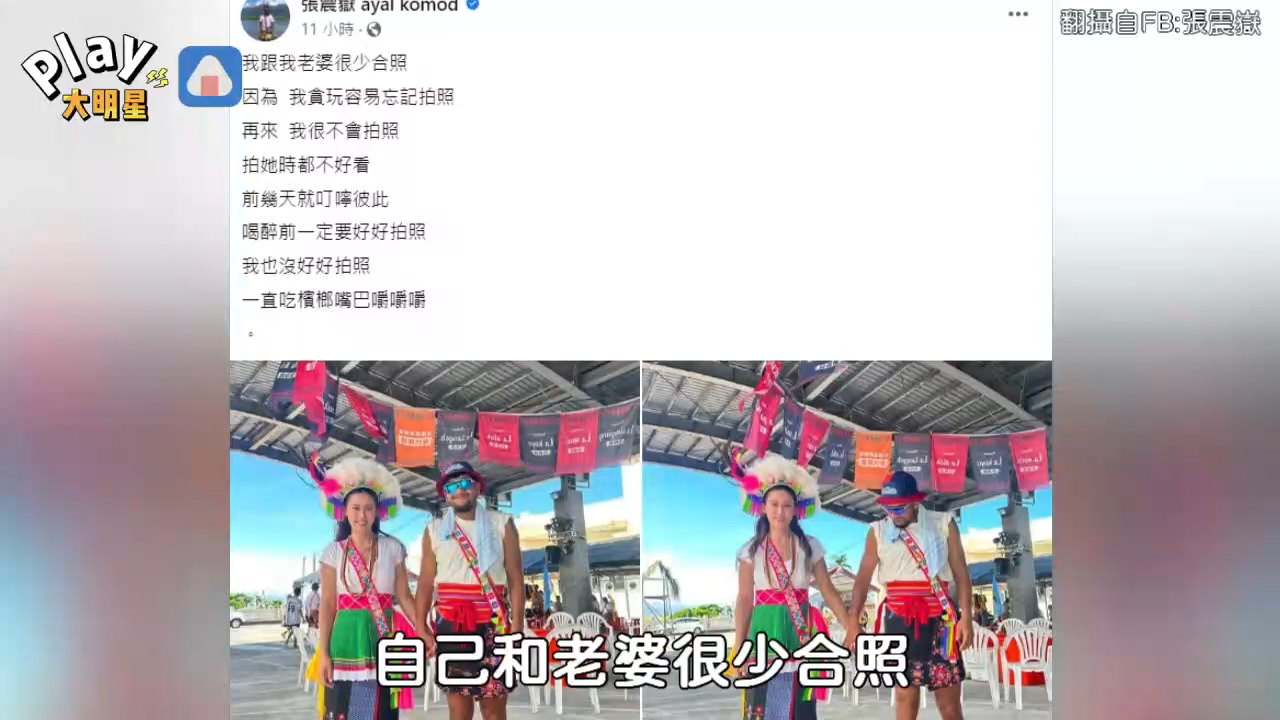 張震嶽 ayal komod
翻攝自FB:張震嶽
11 小時
Play
大明星
我跟我老婆很少合照
因為 我貪玩容易忘記拍照
再來 我很不會拍照
拍她時都不好看
前幾天就叮嚀彼此
喝醉前一定要好好拍照
我也沒好好拍照
一直吃檳榔嘴巴嚼嚼嚼
。
自己和老婆很少合照